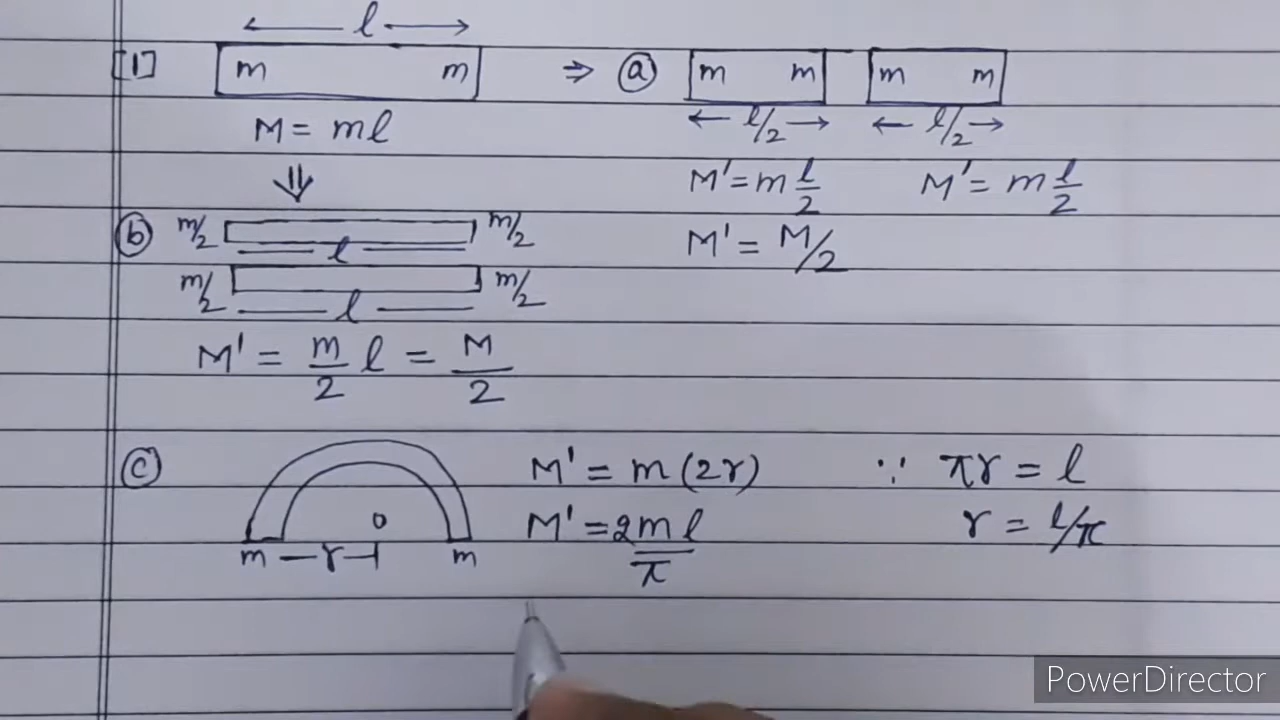 l
[1] m m ⇒ (a) m m m m
l/2 l/2
M = ml
M' = m l/2 M' = m l/2
⇓
(b) m/2 l m/2
M' = M/2
m/2 l m/2
M' = m/2 l = M/2
(c) M' = m(2r) ∵ πr = l
o M' = 2ml/π r = l/π
m r m
PowerDirector